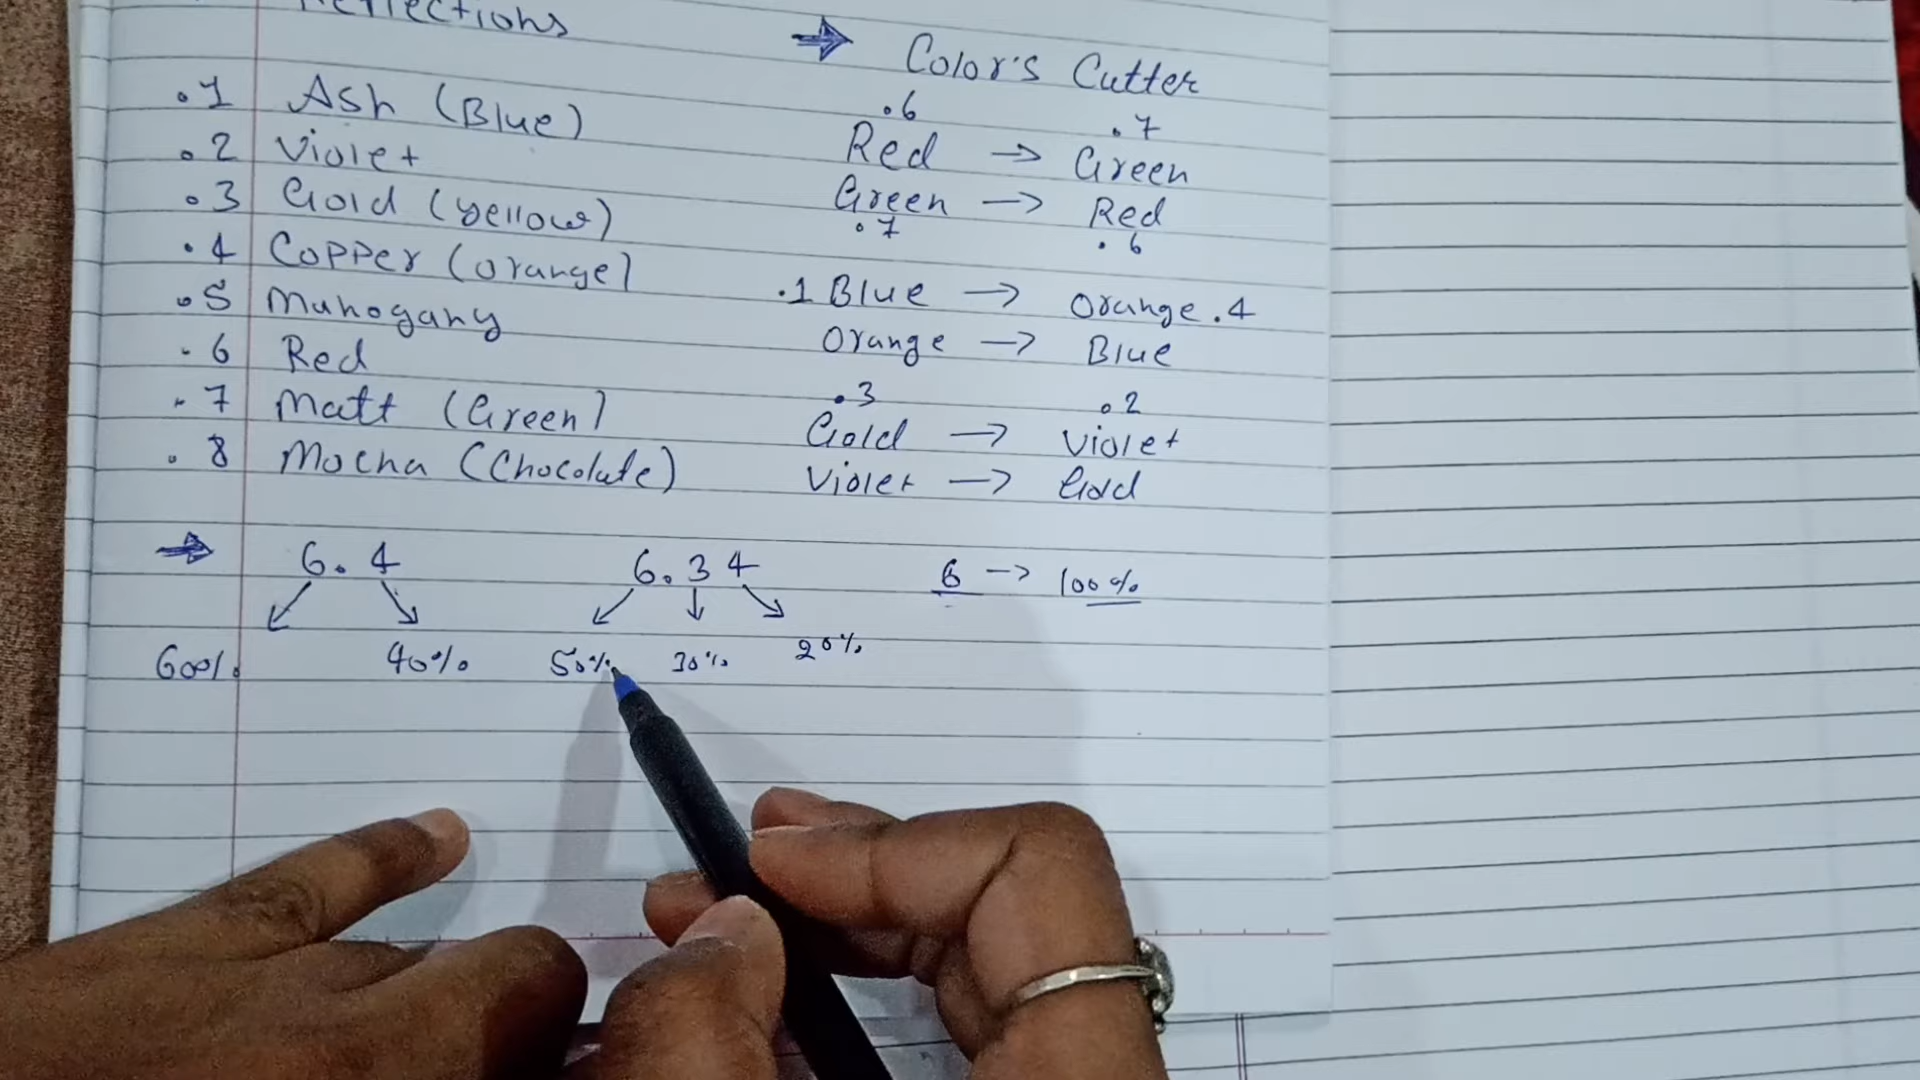 Reflections
.1 Ash (Blue)
.2 Violet
.3 Gold (yellow)
.4 Copper (orange)
.5 Muhogany
.6 Red
.7 Matt (Green)
.8 Mocha (Chocolate)
Color's Cutter
.6 .7
Red → Green
Green → Red
.7 .6
.1 Blue → Orange .4
Orange → Blue
.3 .2
Gold → Violet
Violet → Gold
6.4 6.34 6 → 100%
60% 40% 50% 30% 20%